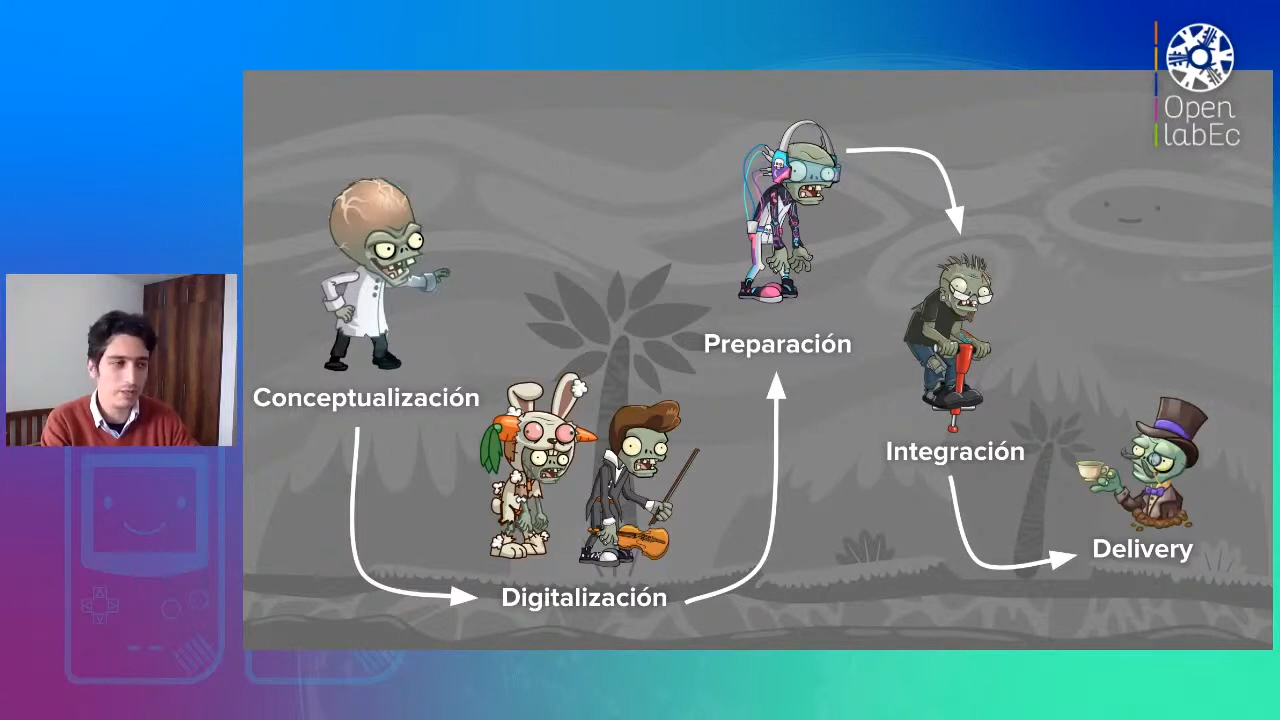 Open
labEc
Conceptualización
Digitalización
Preparación
Integración
Delivery